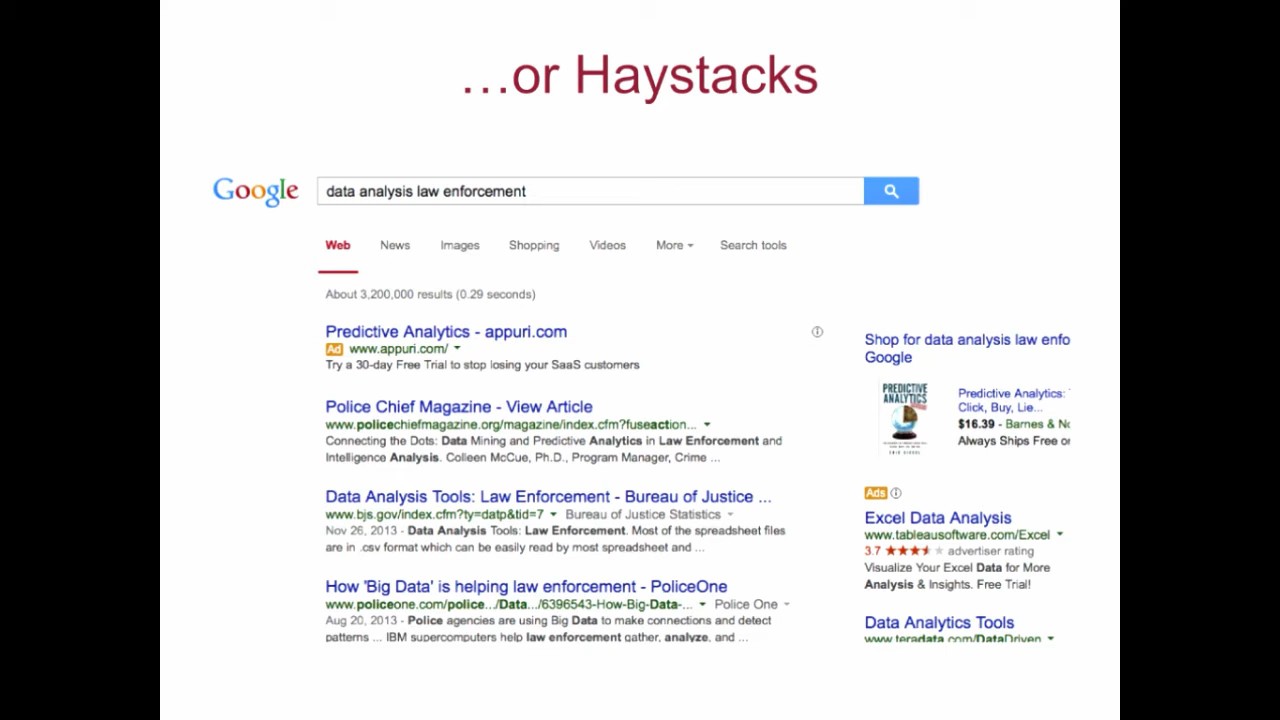 ...or Haystacks
Google
data analysis law enforcement
Web News Images Shopping Videos More Search tools
About 3,200,000 results (0.29 seconds)
Predictive Analytics - appuri.com
Ad www.appuri.com/
Try a 30-day Free Trial to stop losing your SaaS customers
Police Chief Magazine - View Article
www.policechiefmagazine.org/magazine/index.cfm?fuseaction...
Connecting the Dots: Data Mining and Predictive Analytics in Law Enforcement and
Intelligence Analysis. Colleen McCue, Ph.D., Program Manager, Crime ...
Data Analysis Tools: Law Enforcement - Bureau of Justice ...
www.bjs.gov/index.cfm?ty=datp&tid=7 Bureau of Justice Statistics
Nov 26, 2013 - Data Analysis Tools: Law Enforcement. Most of the spreadsheet files
are in .csv format which can be easily read by most spreadsheet and ...
How 'Big Data' is helping law enforcement - PoliceOne
www.policeone.com/police.../Data.../6396543-How-Big-Data-... Police One
Aug 20, 2013 - Police agencies are using Big Data to make connections and detect
patterns ... IBM supercomputers help law enforcement gather, analyze, and ...
Shop for data analysis law enfo
Google
PREDICTIVE
ANALYTICS
Predictive Analytics:
Click, Buy, Lie...
$16.39 - Barnes & No
Always Ships Free or
Ads
Excel Data Analysis
www.tableausoftware.com/Excel
3.7 ★★★★★ advertiser rating
Visualize Your Excel Data for More
Analysis & Insights. Free Trial!
Data Analytics Tools
www.teradata.com/DataDriven